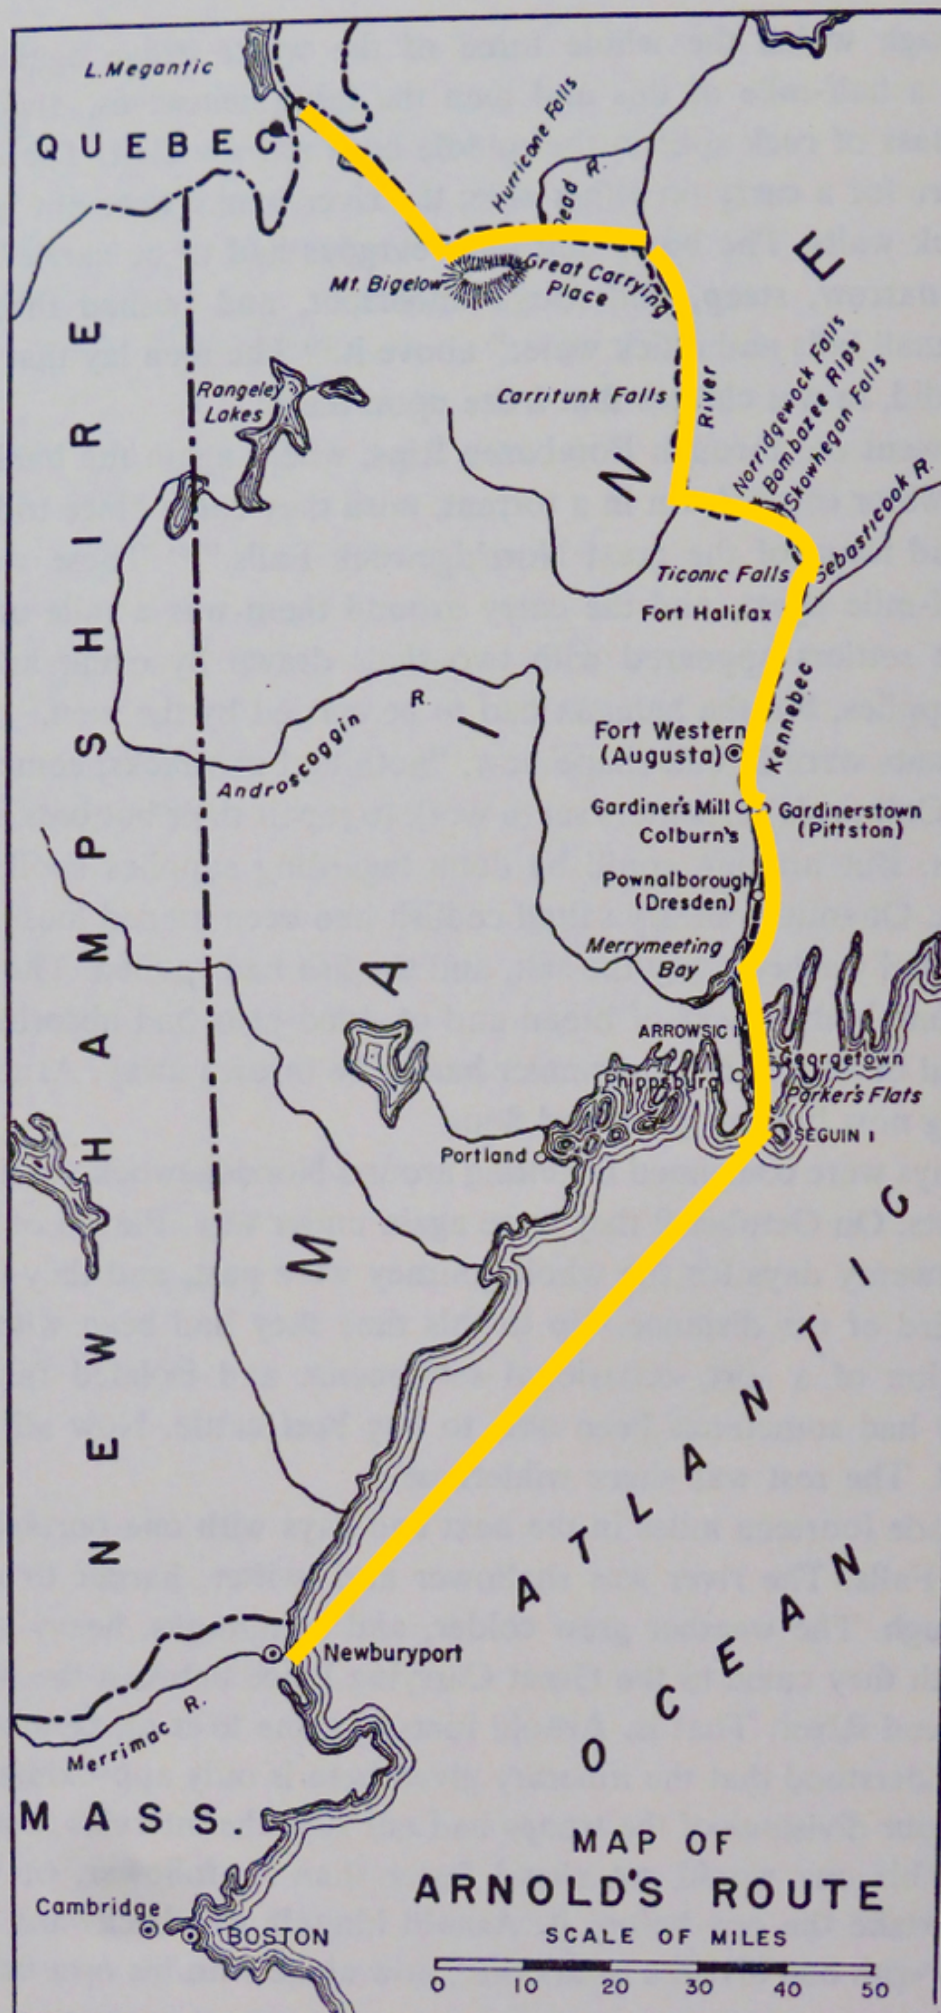 L. Megantic
QUEBEC
Hurricane Falls
Dead R.
Mt. Bigelow
Great Carrying
Place
Rangeley
Lakes
Carritunk Falls
River
Norridgewock Falls
Bombazee Rips
Skowhegan Falls
Sebasticook R.
Ticonic Falls
Fort Halifax
Kennebec
Androscoggin R.
Fort Western
(Augusta)
Gardiner's Mill
Colburn's
Gardinerstown
(Pittston)
Pownalborough
(Dresden)
Merrymeeting
Bay
ARROWSIC I
Georgetown
Phippsburg
Parker's Flats
SEGUIN I
Portland
MAINE
NEW HAMPSHIRE
ATLANTIC
OCEAN
Newburyport
Merrimac R.
MASS.
Cambridge
BOSTON
MAP OF
ARNOLD'S ROUTE
SCALE OF MILES
0 10 20 30 40 50